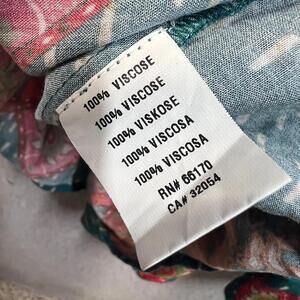 100% VISCOSE
100% VISCOSE
100% VISKOSE
100% VISCOSA
100% VISCOSA
RN# 66170
CA# 32054